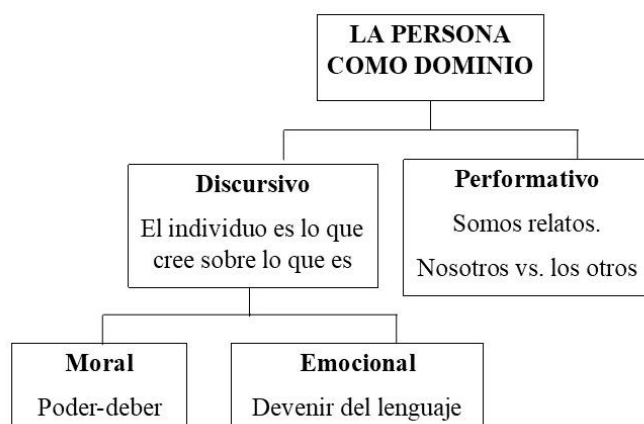 LA PERSONA
COMO DOMINIO
Discursivo
El individuo es lo que
cree sobre lo que es
Performativo
Somos relatos.
Nosotros vs. los otros
Moral
Poder-deber
Emocional
Devenir del lenguaje